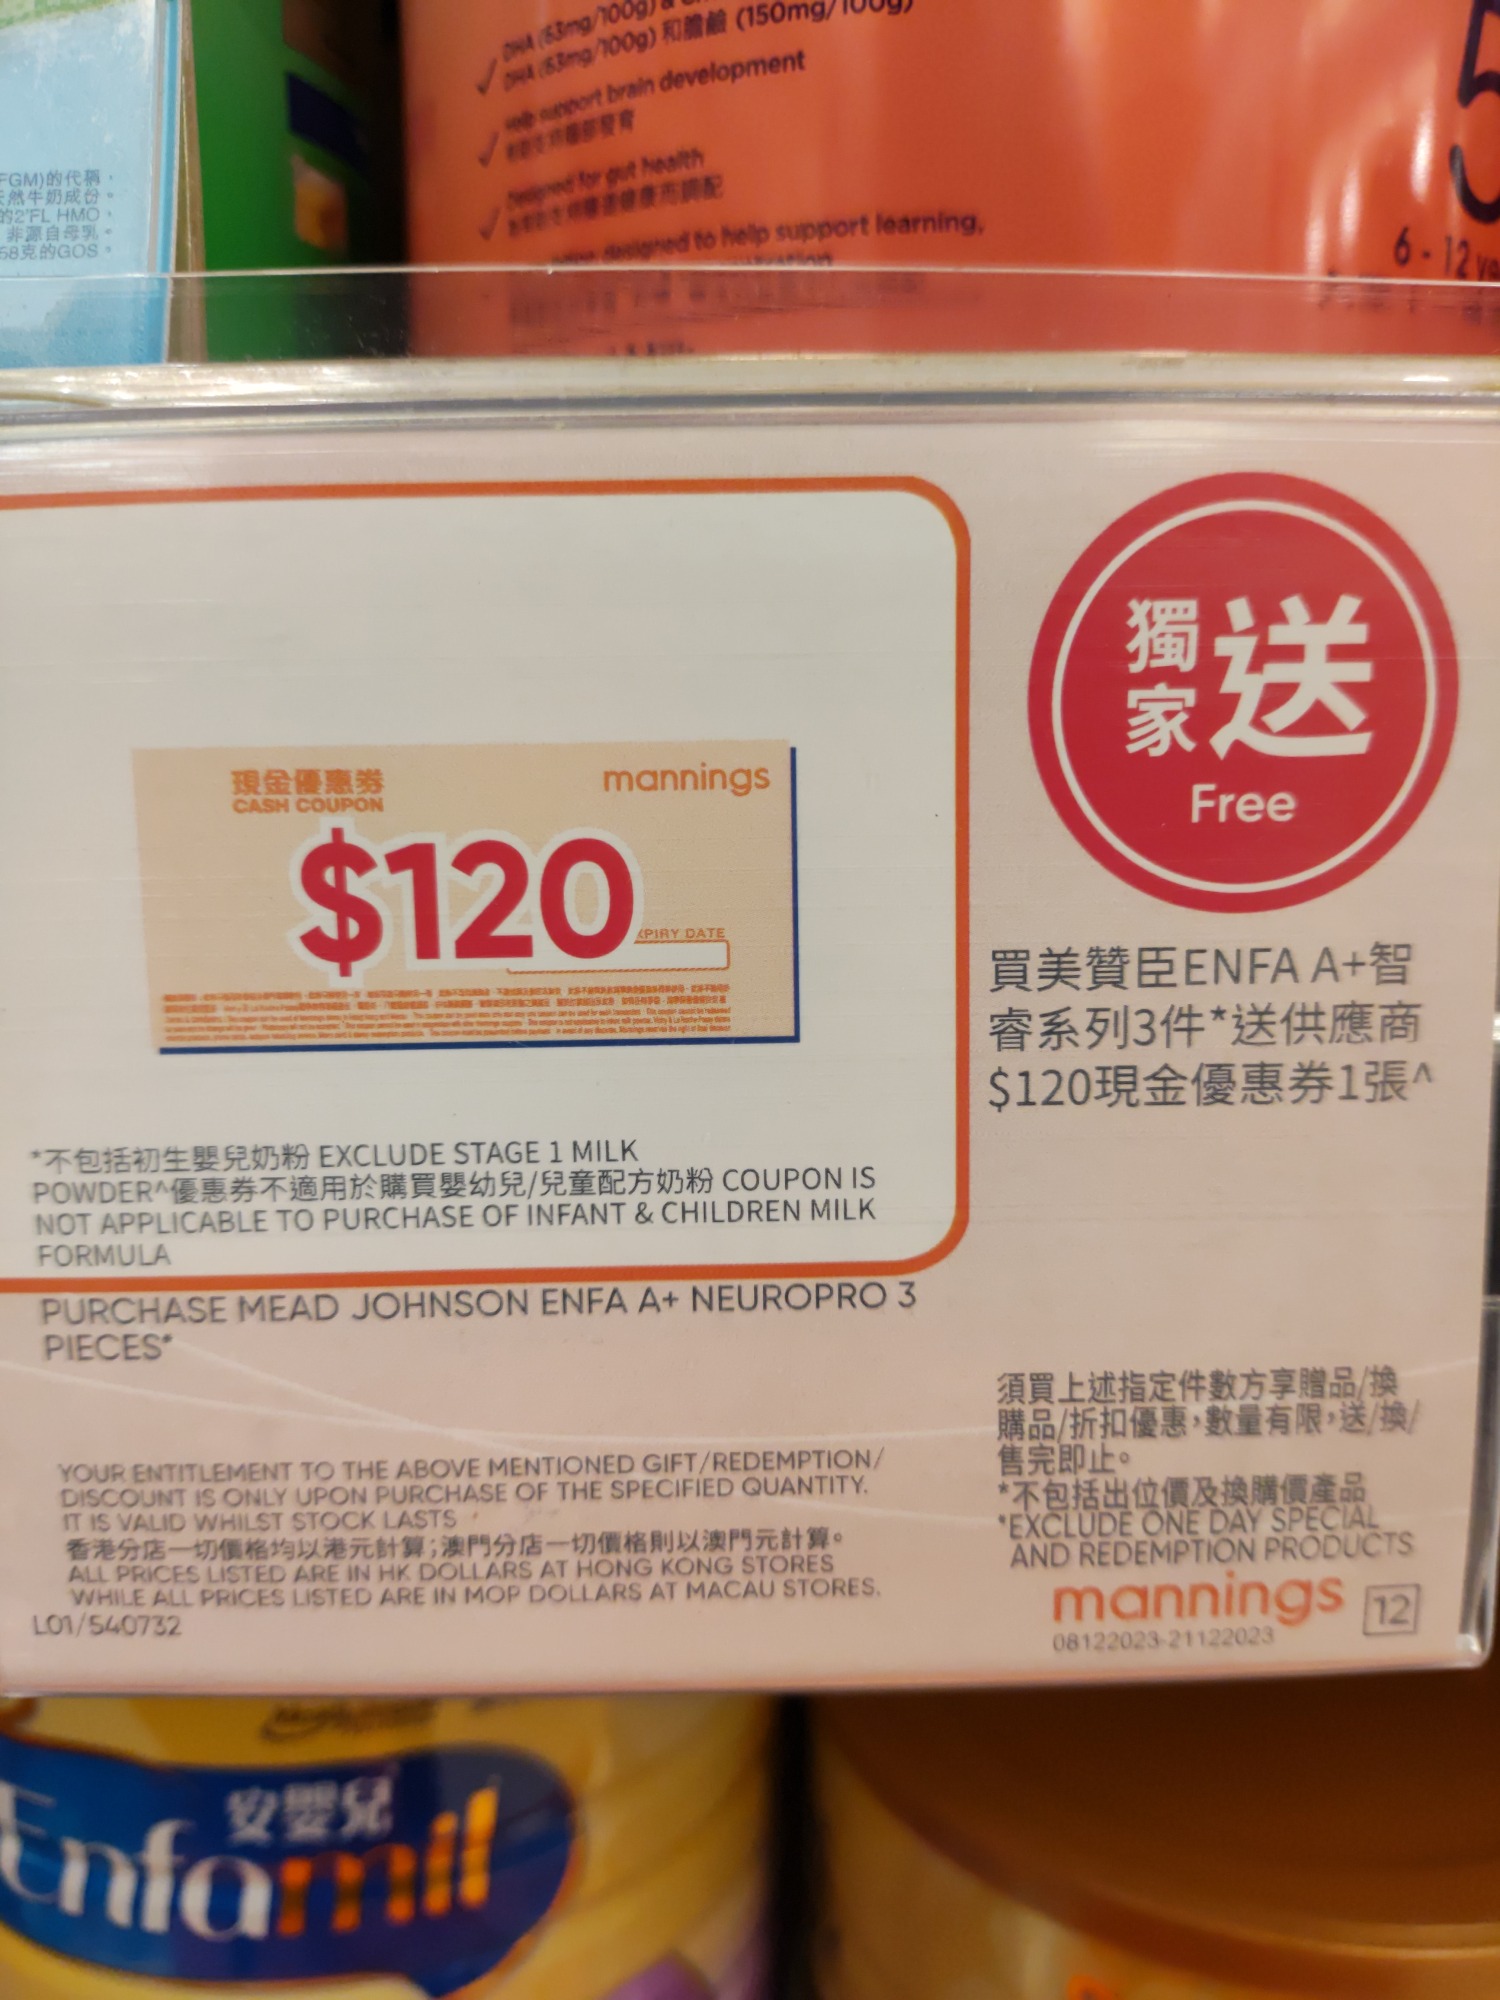 DHA (63mg/100g)
DHA (63mg/100g) 和膽鹼 (150mg/100g)
Help support brain development
Designed for gut health
designed to help support learning,
5
6 - 12
FGM)的代稱，
天然牛奶成份。
的2'FL HMO、
非源自母乳。
58克的GOS。
獨家送
Free
現金優惠券
CASH COUPON
mannings
$120
XPIRY DATE
買美贊臣ENFA A+智
睿系列3件*送供應商
$120現金優惠券1張^
*不包括初生嬰兒奶粉 EXCLUDE STAGE 1 MILK
POWDER^優惠券不適用於購買嬰幼兒/兒童配方奶粉 COUPON IS
NOT APPLICABLE TO PURCHASE OF INFANT & CHILDREN MILK
FORMULA
PURCHASE MEAD JOHNSON ENFA A+ NEUROPRO 3
PIECES*
須買上述指定件數方享贈品/換
購品/折扣優惠，數量有限，送/換/
售完即止。
*不包括出位價及換購價產品
*EXCLUDE ONE DAY SPECIAL
AND REDEMPTION PRODUCTS
YOUR ENTITLEMENT TO THE ABOVE MENTIONED GIFT/REDEMPTION/
DISCOUNT IS ONLY UPON PURCHASE OF THE SPECIFIED QUANTITY.
IT IS VALID WHILST STOCK LASTS
香港分店一切價格均以港元計算；澳門分店一切價格則以澳門元計算。
ALL PRICES LISTED ARE IN HK DOLLARS AT HONG KONG STORES
WHILE ALL PRICES LISTED ARE IN MOP DOLLARS AT MACAU STORES.
L01/540732
mannings 12
08122023-21122023
安嬰兒
Enfamil